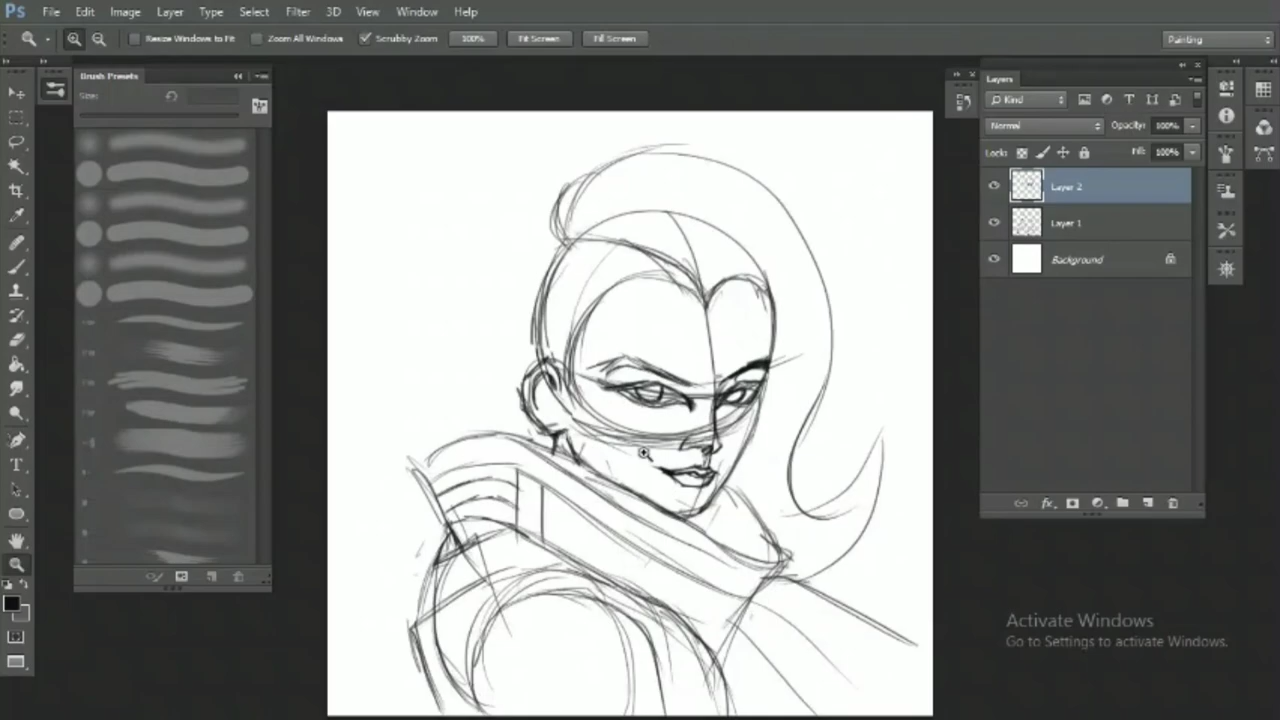 Ps File Edit Image Layer Type Select Filter 3D View Window Help
Resize Windows to Fit Zoom All Windows Scrubby Zoom 100% Fit Screen Fill Screen Painting
Brush Presets
Size:
Layers
Kind
Normal Opacity: 100%
Lock: Fill: 100%
Layer 2
Layer 1
Background
Activate Windows
Go to Settings to activate Windows.